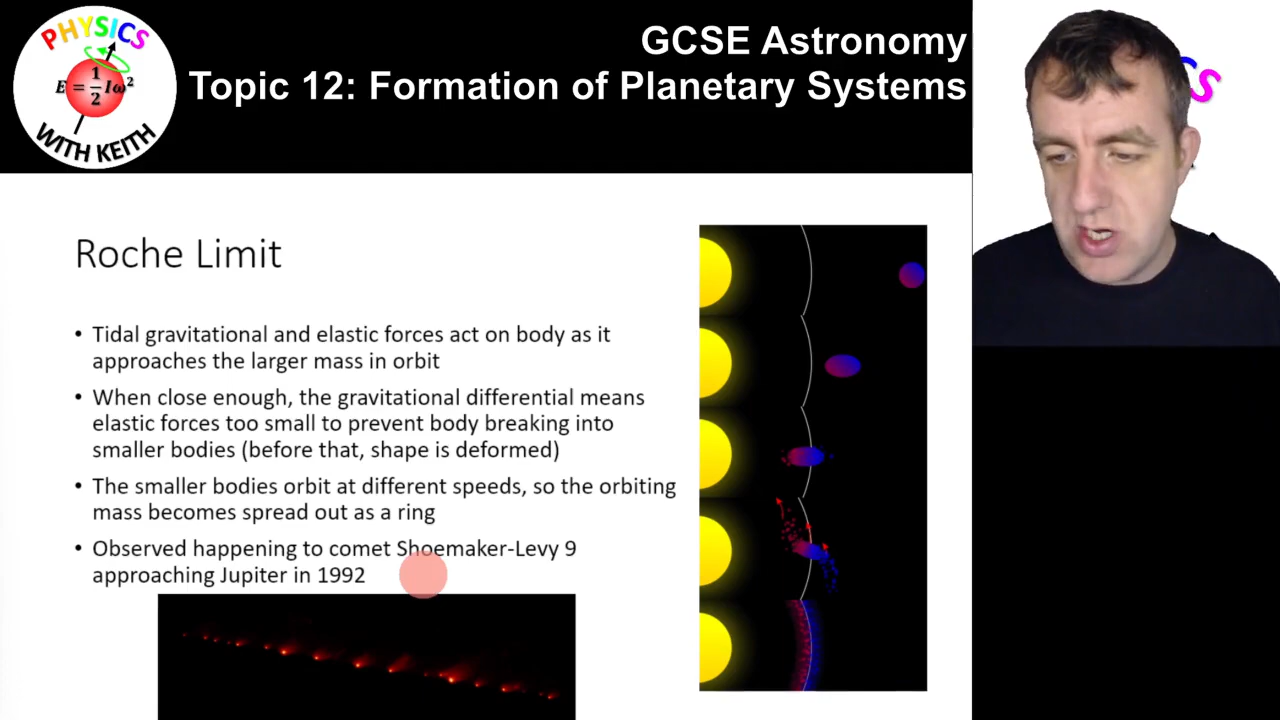 PHYSICS
E = 1/2 Iω²
WITH KEITH
GCSE Astronomy
Topic 12: Formation of Planetary Systems
Roche Limit
• Tidal gravitational and elastic forces act on body as it
approaches the larger mass in orbit
• When close enough, the gravitational differential means
elastic forces too small to prevent body breaking into
smaller bodies (before that, shape is deformed)
• The smaller bodies orbit at different speeds, so the orbiting
mass becomes spread out as a ring
• Observed happening to comet Shoemaker-Levy 9
approaching Jupiter in 1992